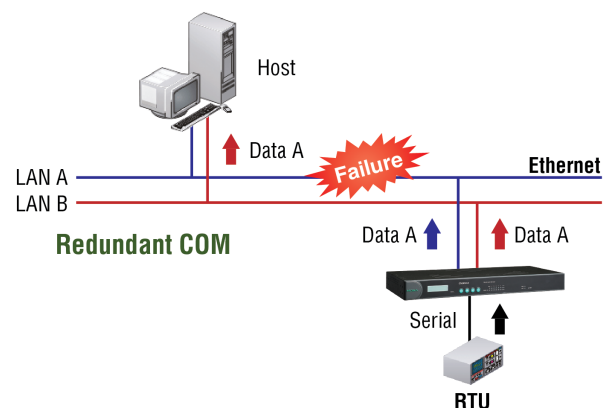 Host
Data A
Failure
Ethernet
LAN A
LAN B
Redundant COM
Data A
Data A
Serial
RTU